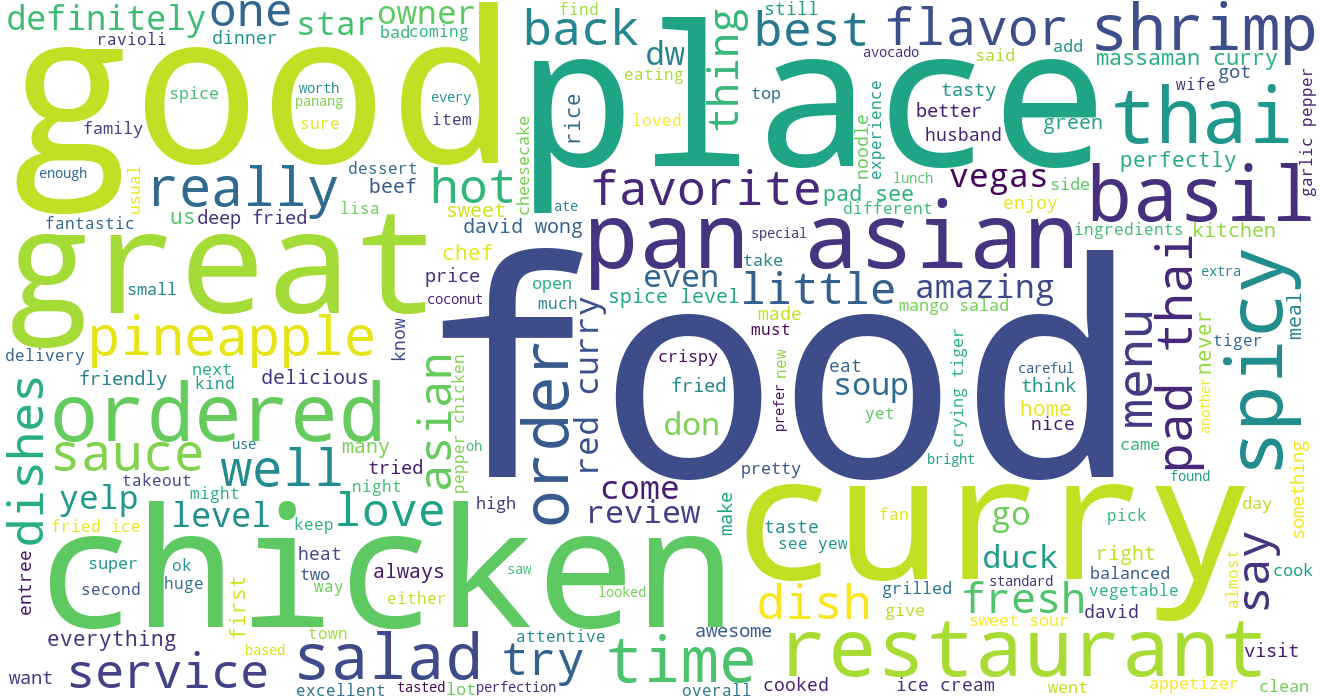 good
place
food
great
chicken
curry
restaurant
pan asian
thai
basil
shrimp
spicy
ordered
order
pineapple
salad
service
time
try
dish
dishes
sauce
well
love
level
yelp
really
hot
favorite
vegas
flavor
best
back
thing
dw
owner
star
one
definitely
ravioli
dinner
bad
coming
find
still
avocado
said
add
massaman curry
wife
got
garlic pepper
spice
worth
panang
sure
every
item
family
eating
loved
rice
top
experience
noodle
tasty
better
husband
green
perfectly
enough
usual
dessert
beef
cheesecake
lunch
pad see
different
side
enjoy
fantastic
us
deep fried
lisa
sweet
ate
david wong
special
ingredients
kitchen
chef
price
coconut
small
take
even
open
much
spice level
little
amazing
made
mango salad
must
extra
menu
pad thai
never
tiger
meal
delivery
know
friendly
next
kind
delicious
asian
pepper chicken
red curry
crispy
fried
don
prefer
new
eat
soup
yet
crying tiger
careful
think
home
nice
another
many
use
oh
tried
takeout
might
night
pretty
bright
came
found
something
day
say
high
come
review
make
taste
see yew
fan
go
pick
duck
right
balanced
standard
fresh
vegetable
almost
cook
fried ice
keep
super
ok
heat
second
huge
two
way
always
either
saw
looked
grilled
give
sweet sour
david
entree
first
everything
town
based
attentive
awesome
visit
want
excellent
tasted
lot
perfection
overall
cooked
ice cream
went
appetizer
clean